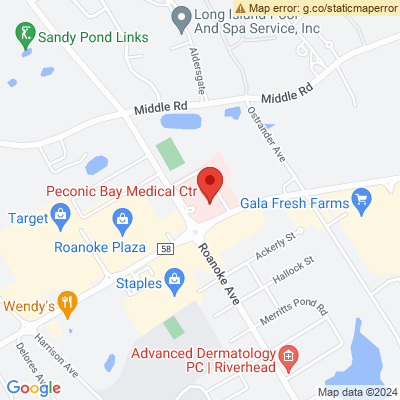 Map error: g.co/staticmaperror
Long Island Pool
And Spa Service, Inc
Sandy Pond Links
Aldersgate
Middle Rd
Middle Rd
Ostrander Ave
Peconic Bay Medical Ctr
Gala Fresh Farms
Target
Roanoke Plaza
58
Roanoke Ave
Ackerly St
Hallock St
Staples
Wendy's
Merritts Pond Rd
Harrison Ave
Delores Ave
Advanced Dermatology
PC | Riverhead
Google
Map data ©2024